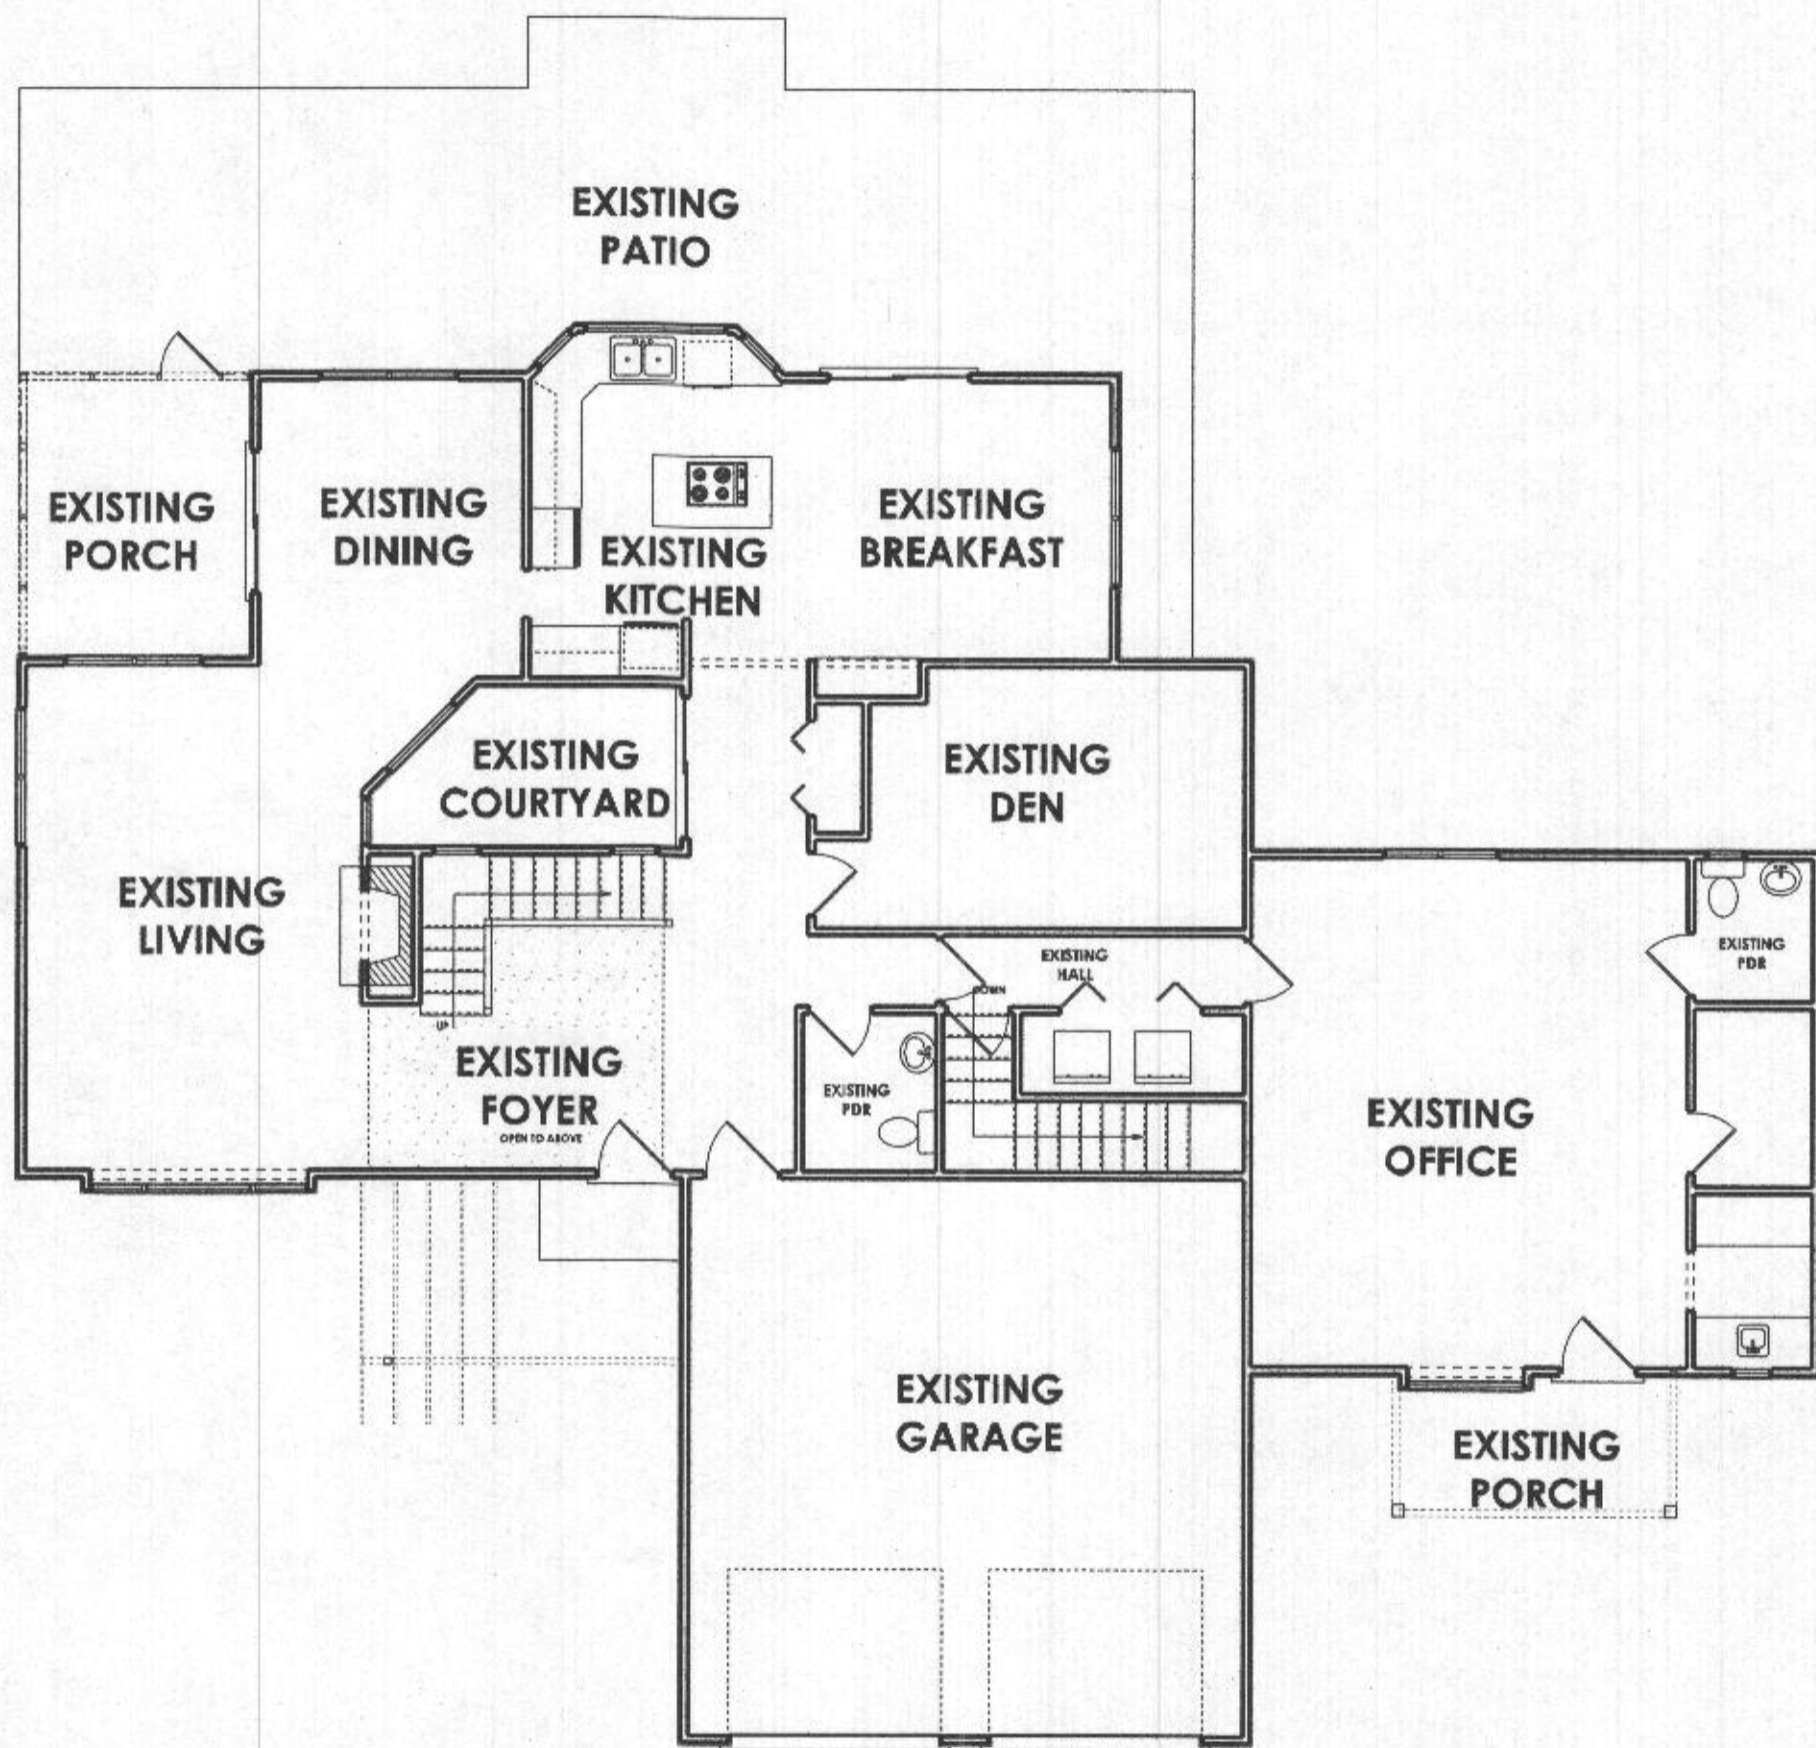 EXISTING
PATIO
EXISTING
PORCH
EXISTING
DINING
EXISTING
KITCHEN
EXISTING
BREAKFAST
EXISTING
COURTYARD
EXISTING
DEN
EXISTING
LIVING
EXISTING
HALL
EXISTING
PDR
DOWN
UP
EXISTING
FOYER
OPEN TO ABOVE
EXISTING
PDR
EXISTING
OFFICE
EXISTING
GARAGE
EXISTING
PORCH